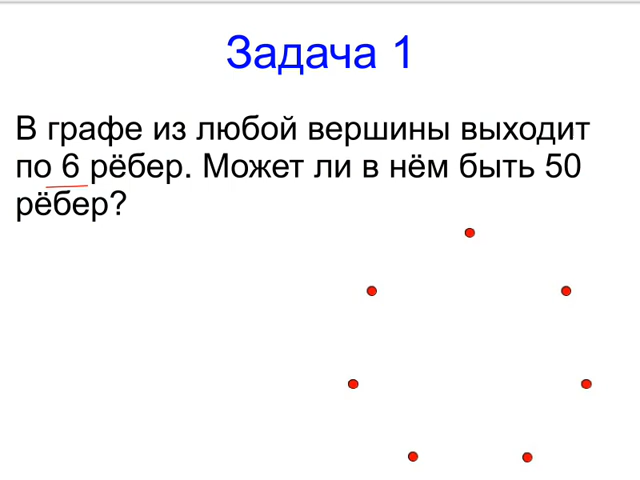 Задача 1
В графе из любой вершины выходит
по 6 рёбер. Может ли в нём быть 50
рёбер?